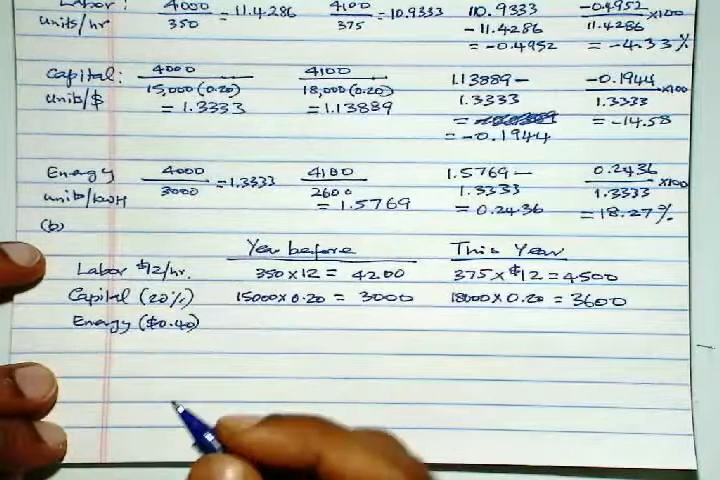 Labor: 4000/350 = 11.4286 4100/375 = 10.9333 10.9333 -0.4952/11.4286 x100
units/hr - 11.4286
= -0.4952 = -4.33%
Capital: 4000/15,000(0.20) 4100/18,000(0.20) 1.13889 - -0.1944/1.3333 x100
units/$ = 1.3333 = 1.13889 1.3333
= = -14.58
= -0.1944
Energy 4000/3000 = 1.3333 4100/2600 1.5769 - 0.2436/1.3333 x100
units/kwH = 1.5769 1.3333
= 0.2436 = 18.27%
(b)
Year before This Year
Labor $12/hr. 350 x 12 = 4200 375 x $12 = 4500
Capital (20%) 15000 x 0.20 = 3000 18000 x 0.20 = 3600
Energy ($0.40)